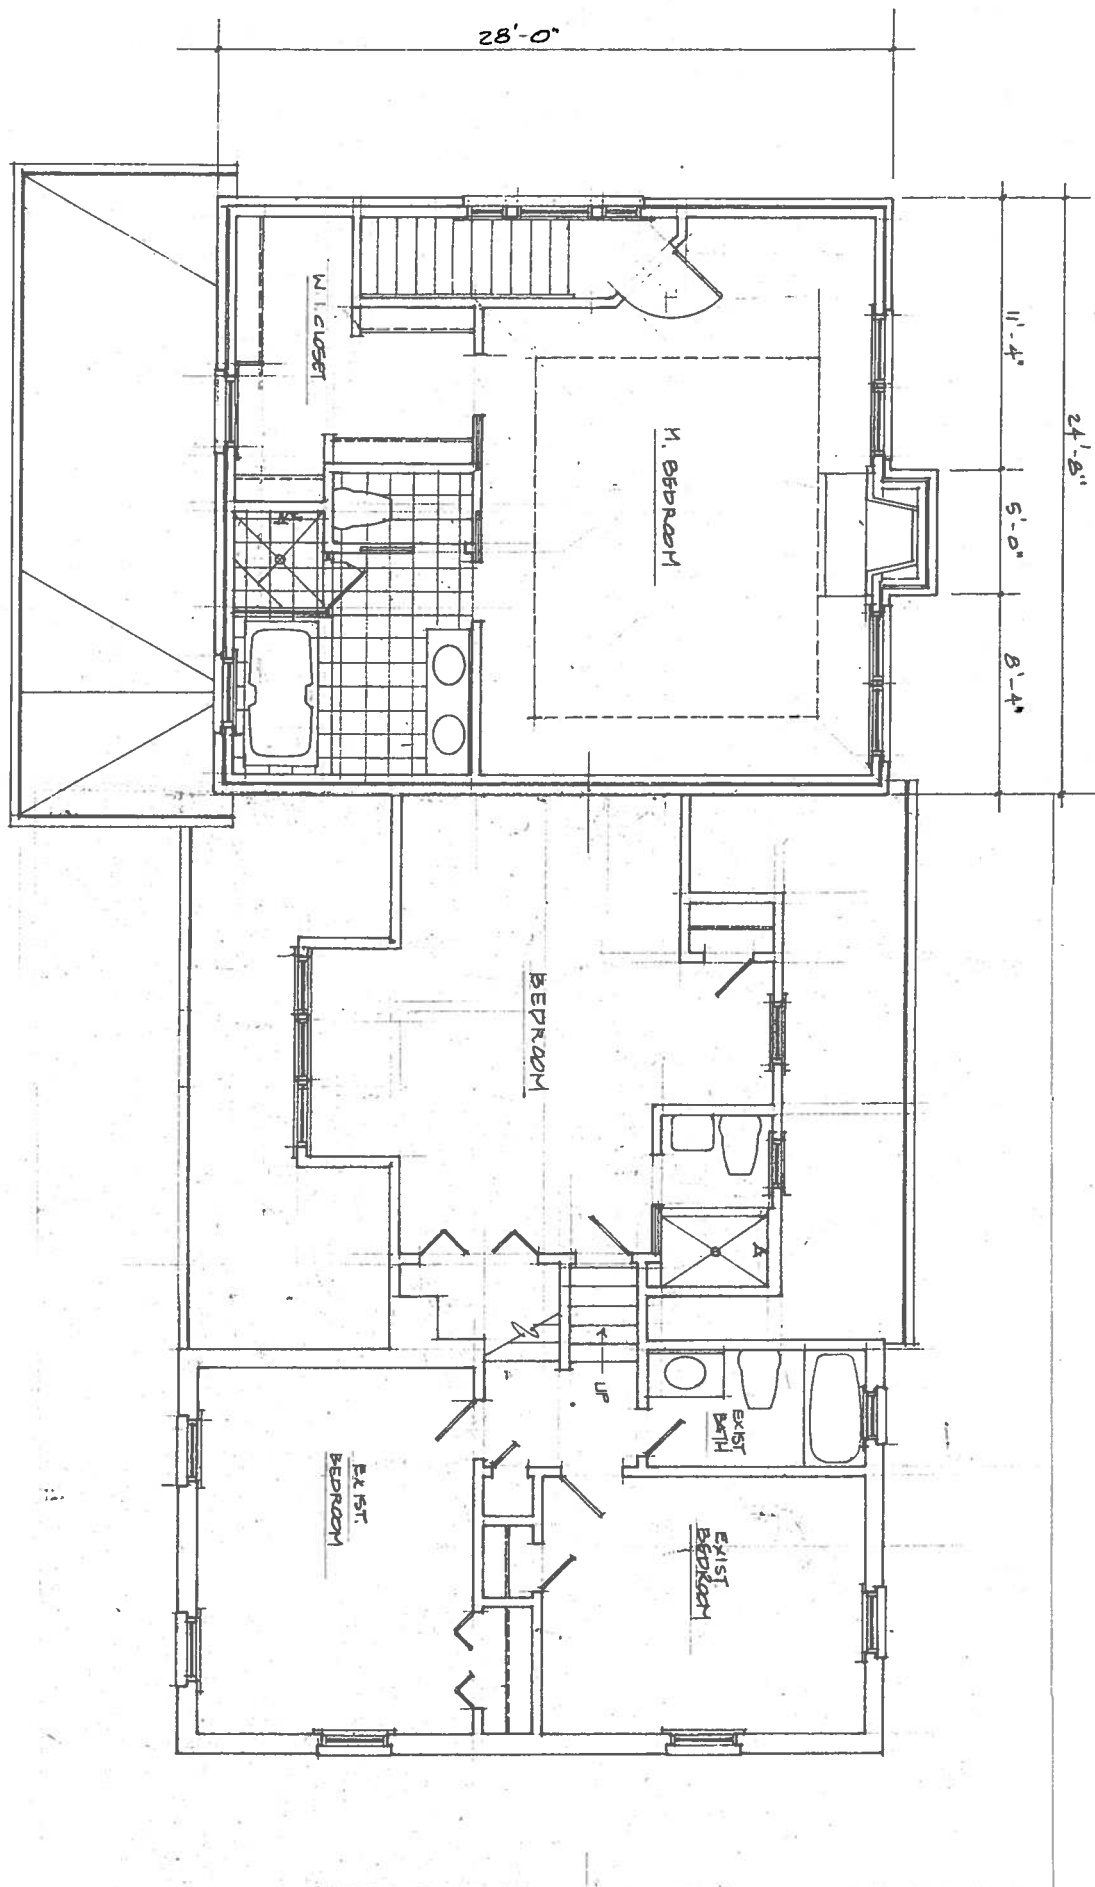 28'-0"
11'-4"
24'-8"
5'-0"
8'-4"
W.I. CLOSET
M. BEDROOM
BEDROOM
UP
EXIST
BATH
EXIST.
BEDROOM
EXIST.
BEDROOM